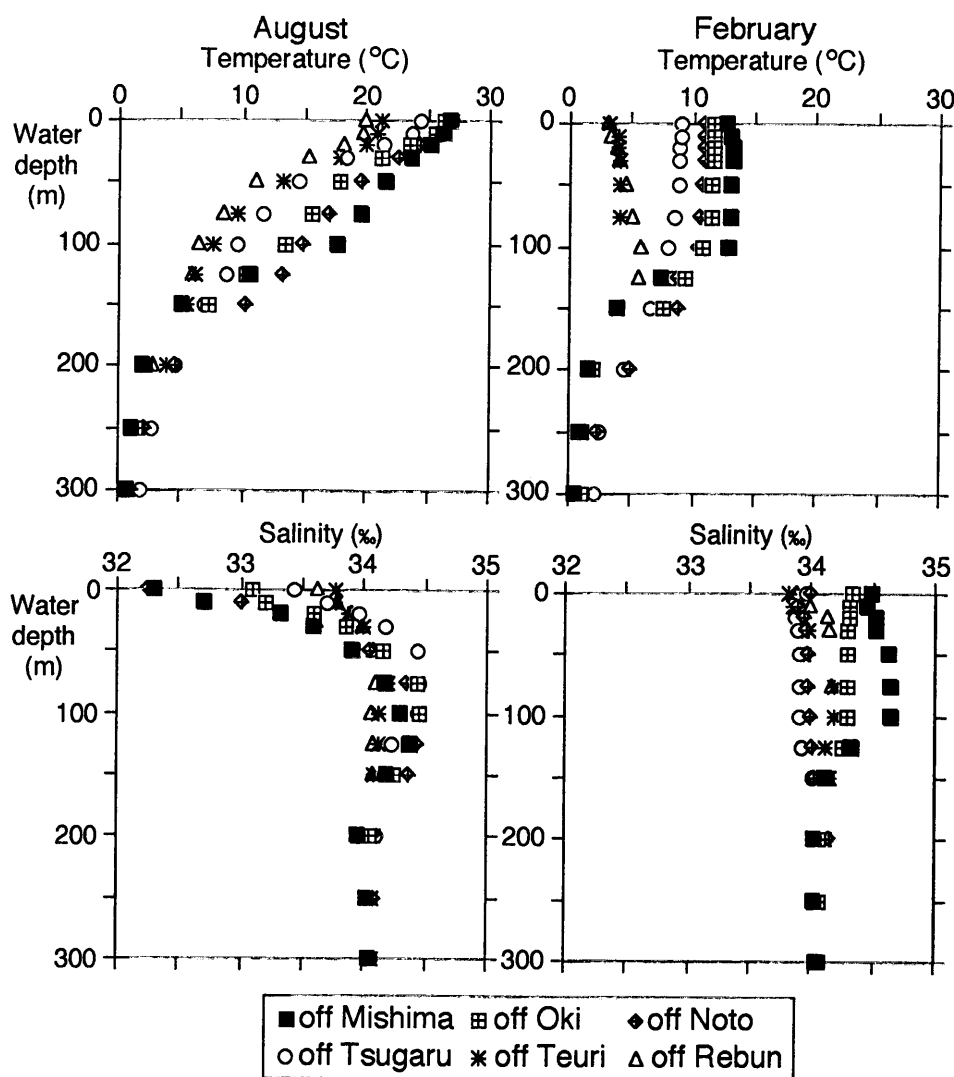 August
Temperature (°C)
0 10 20 30
Water depth (m)
0
100
200
300
February
Temperature (°C)
0 10 20 30
0
100
200
300
Salinity (‰)
32 33 34 35
Water depth (m)
0
100
200
300
Salinity (‰)
32 33 34 35
0
100
200
300
off Mishima off Oki off Noto
off Tsugaru off Teuri off Rebun